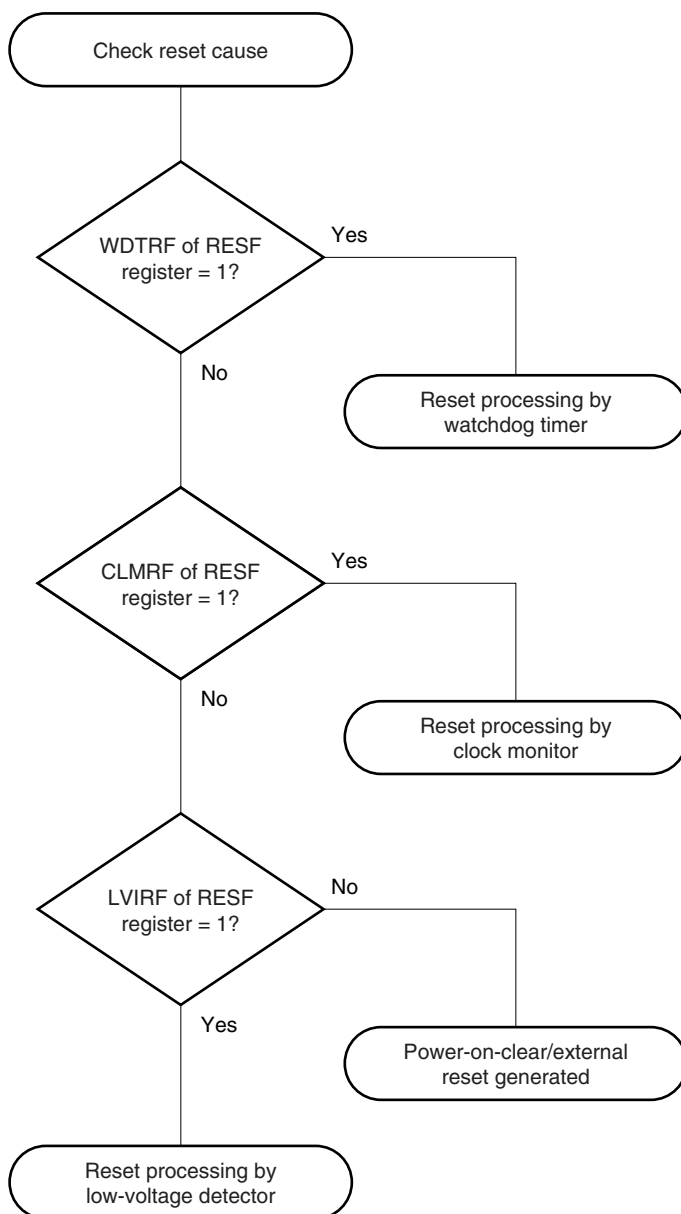 Check reset cause
WDTRF of RESF
register = 1?
Yes
No
Reset processing by
watchdog timer
CLMRF of RESF
register = 1?
Yes
No
Reset processing by
clock monitor
LVIRF of RESF
register = 1?
No
Yes
Power-on-clear/external
reset generated
Reset processing by
low-voltage detector